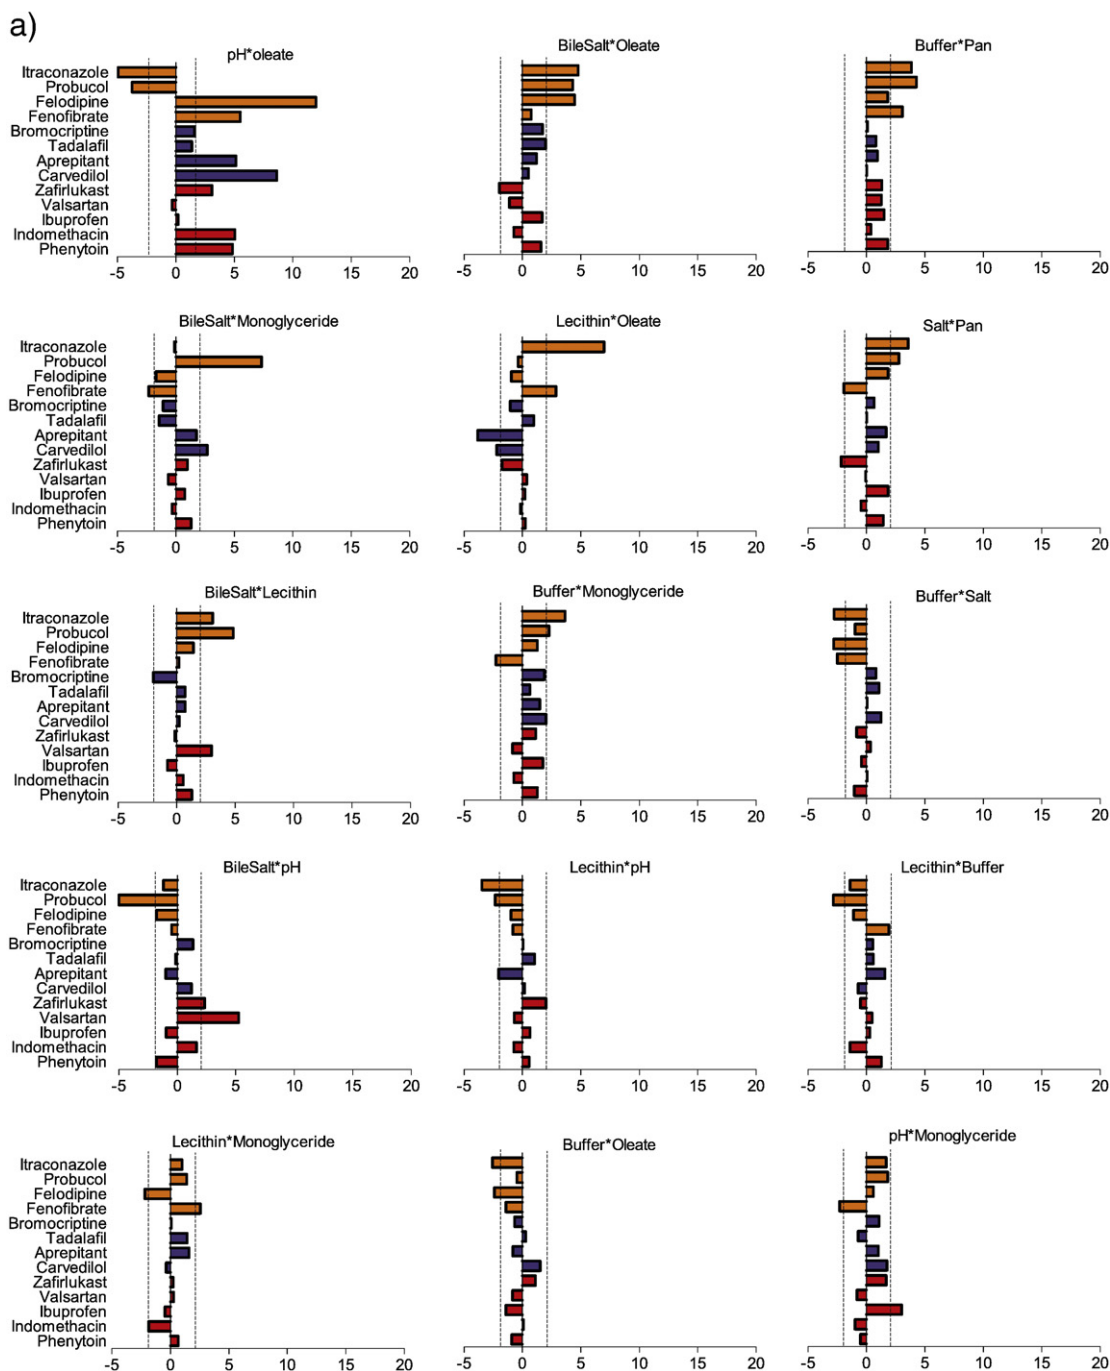 a)
pH*oleate BileSalt*Oleate Buffer*Pan
Itraconazole
Probucol
Felodipine
Fenofibrate
Bromocriptine
Tadalafil
Aprepitant
Carvedilol
Zafirlukast
Valsartan
Ibuprofen
Indomethacin
Phenytoin
-5 0 5 10 15 20 -5 0 5 10 15 20 -5 0 5 10 15 20
BileSalt*Monoglyceride Lecithin*Oleate Salt*Pan
Itraconazole
Probucol
Felodipine
Fenofibrate
Bromocriptine
Tadalafil
Aprepitant
Carvedilol
Zafirlukast
Valsartan
Ibuprofen
Indomethacin
Phenytoin
-5 0 5 10 15 20 -5 0 5 10 15 20 -5 0 5 10 15 20
BileSalt*Lecithin Buffer*Monoglyceride Buffer*Salt
Itraconazole
Probucol
Felodipine
Fenofibrate
Bromocriptine
Tadalafil
Aprepitant
Carvedilol
Zafirlukast
Valsartan
Ibuprofen
Indomethacin
Phenytoin
-5 0 5 10 15 20 -5 0 5 10 15 20 -5 0 5 10 15 20
BileSalt*pH Lecithin*pH Lecithin*Buffer
Itraconazole
Probucol
Felodipine
Fenofibrate
Bromocriptine
Tadalafil
Aprepitant
Carvedilol
Zafirlukast
Valsartan
Ibuprofen
Indomethacin
Phenytoin
-5 0 5 10 15 20 -5 0 5 10 15 20 -5 0 5 10 15 20
Lecithin*Monoglyceride Buffer*Oleate pH*Monoglyceride
Itraconazole
Probucol
Felodipine
Fenofibrate
Bromocriptine
Tadalafil
Aprepitant
Carvedilol
Zafirlukast
Valsartan
Ibuprofen
Indomethacin
Phenytoin
-5 0 5 10 15 20 -5 0 5 10 15 20 -5 0 5 10 15 20